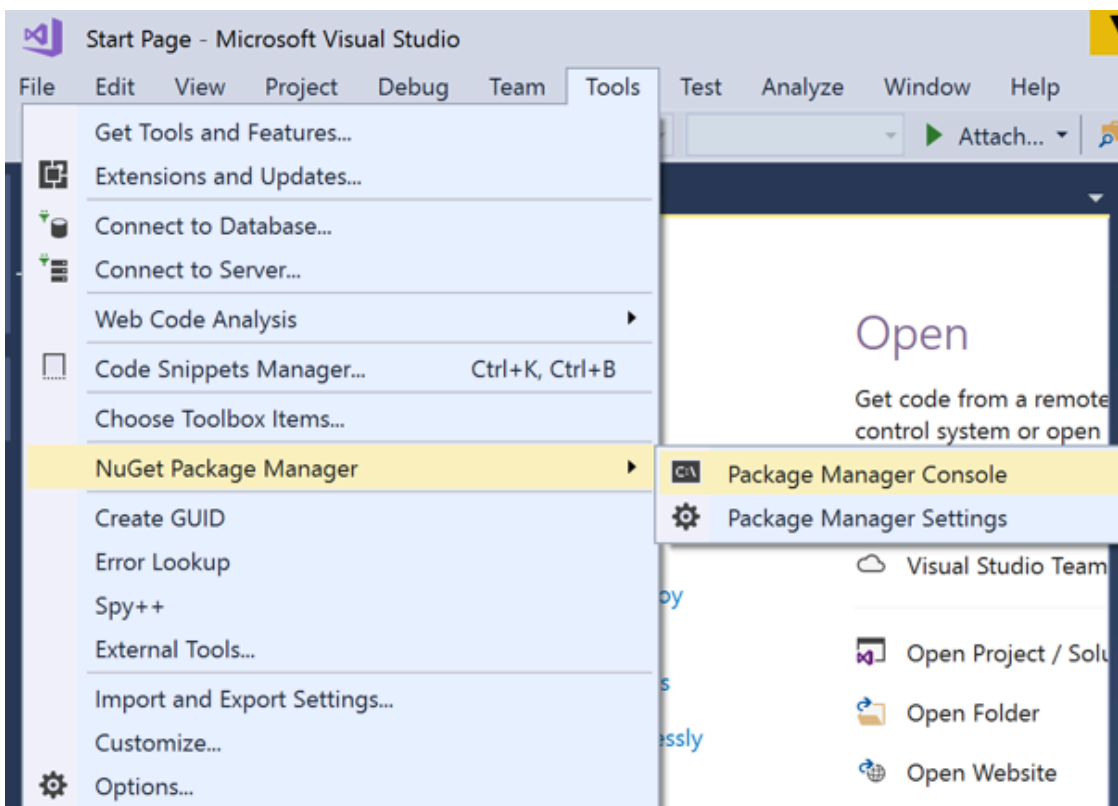 Start Page - Microsoft Visual Studio
File Edit View Project Debug Team Tools Test Analyze Window Help
Attach...
Get Tools and Features...
Extensions and Updates...
Connect to Database...
Connect to Server...
Web Code Analysis
Code Snippets Manager... Ctrl+K, Ctrl+B
Choose Toolbox Items...
NuGet Package Manager
Create GUID
Error Lookup
Spy++
External Tools...
Import and Export Settings...
Customize...
Options...
Package Manager Console
Package Manager Settings
Open
Get code from a remote
control system or open
Visual Studio Team
Open Project / Solu
Open Folder
Open Website
oy
s
essly